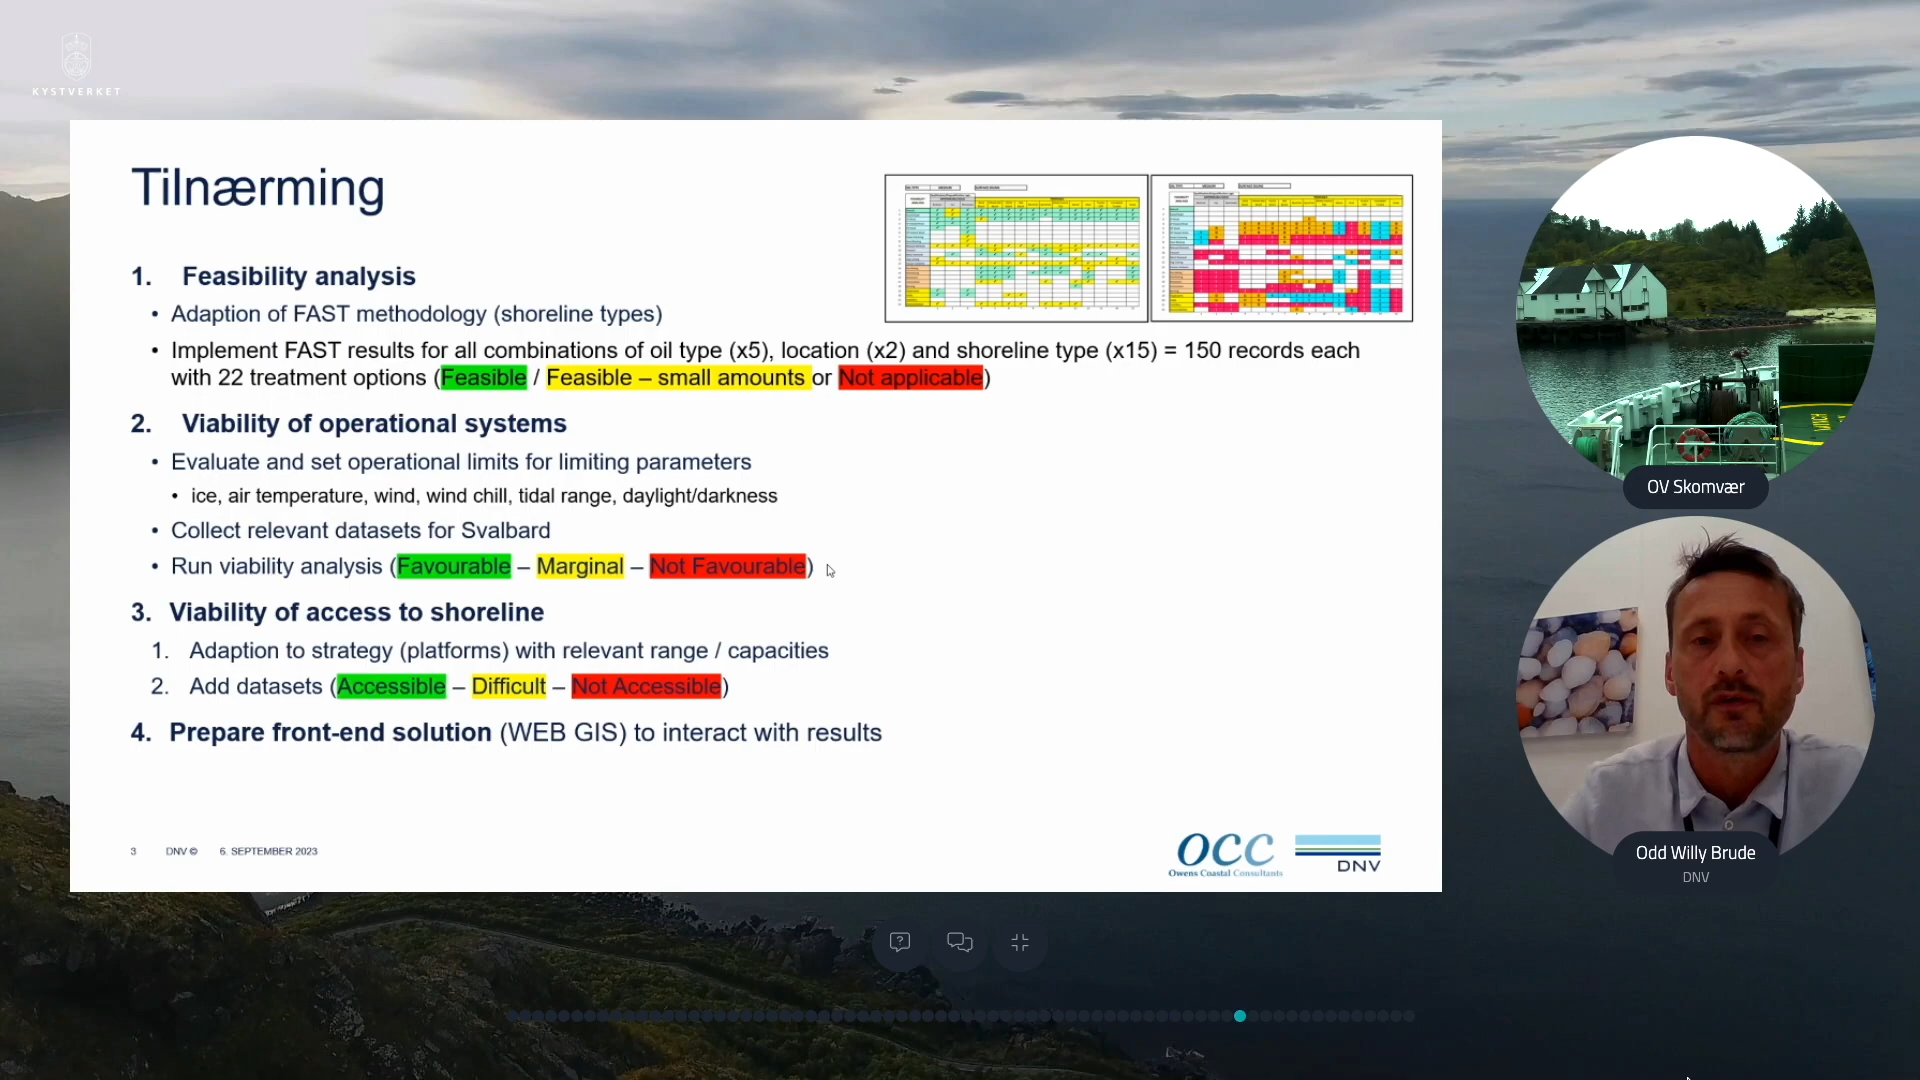 KYSTVERKET
Tilnærming
1. Feasibility analysis
• Adaption of FAST methodology (shoreline types)
• Implement FAST results for all combinations of oil type (x5), location (x2) and shoreline type (x15) = 150 records each
with 22 treatment options (Feasible / Feasible – small amounts or Not applicable)
2. Viability of operational systems
• Evaluate and set operational limits for limiting parameters
• ice, air temperature, wind, wind chill, tidal range, daylight/darkness
• Collect relevant datasets for Svalbard
• Run viability analysis (Favourable – Marginal – Not Favourable)
3. Viability of access to shoreline
1. Adaption to strategy (platforms) with relevant range / capacities
2. Add datasets (Accessible – Difficult – Not Accessible)
4. Prepare front-end solution (WEB GIS) to interact with results
3 DNV © 6. SEPTEMBER 2023
OCC
Owens Coastal Consultants
DNV
OV Skomvær
Odd Willy Brude
DNV